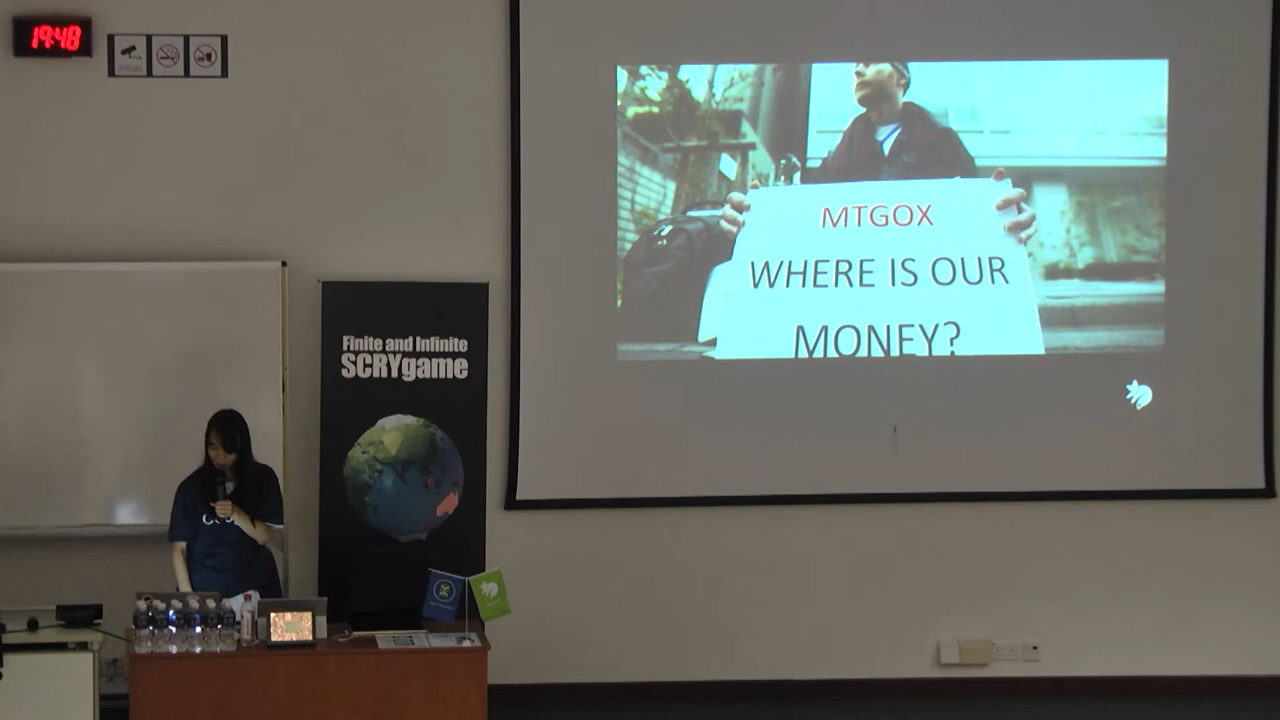 19:48
MTGOX
WHERE IS OUR
MONEY?
Finite and Infinite
SCRYgame